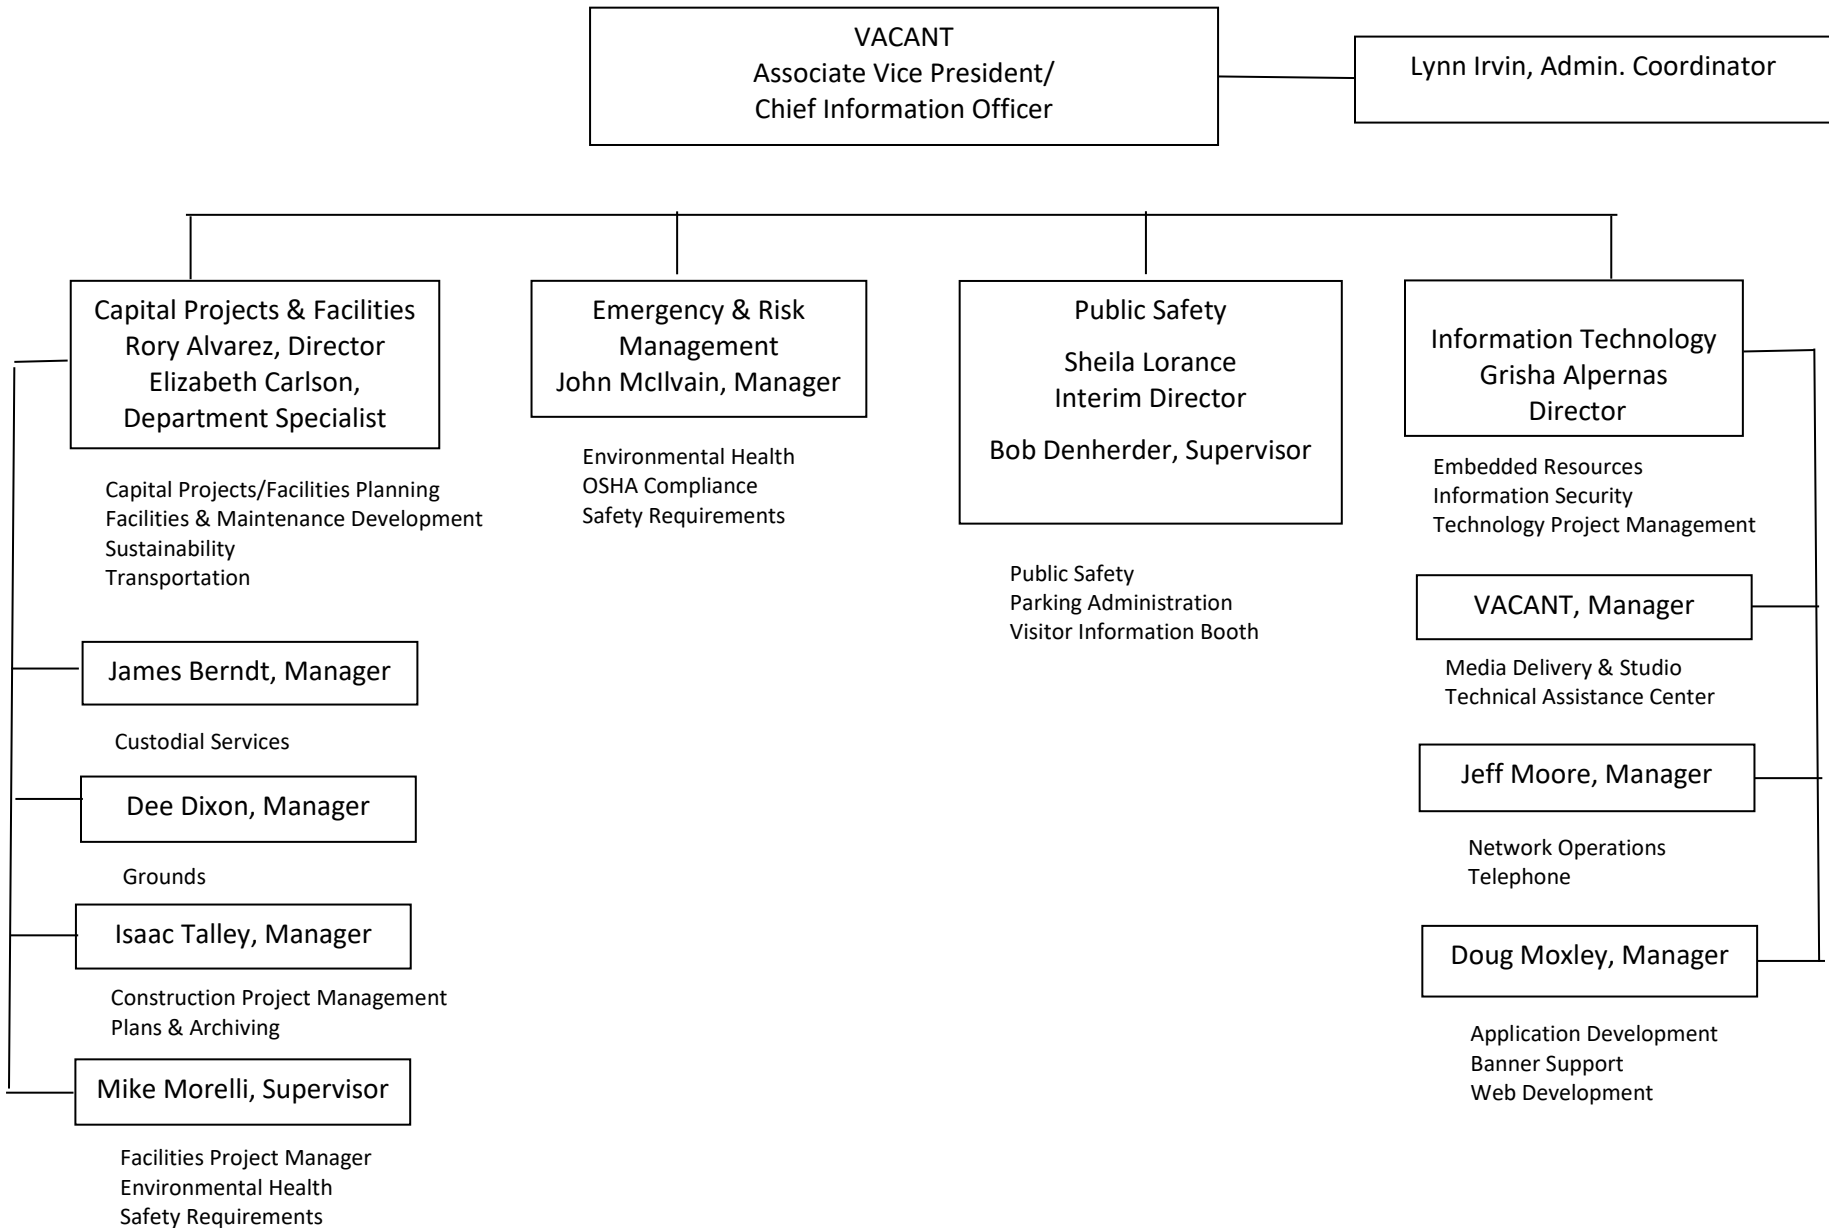 VACANT
Associate Vice President/
Chief Information Officer
Lynn Irvin, Admin. Coordinator
Capital Projects & Facilities
Rory Alvarez, Director
Elizabeth Carlson,
Department Specialist
Capital Projects/Facilities Planning
Facilities & Maintenance Development
Sustainability
Transportation
James Berndt, Manager
Custodial Services
Dee Dixon, Manager
Grounds
Isaac Talley, Manager
Construction Project Management
Plans & Archiving
Mike Morelli, Supervisor
Facilities Project Manager
Environmental Health
Safety Requirements
Emergency & Risk
Management
John McIlvain, Manager
Environmental Health
OSHA Compliance
Safety Requirements
Public Safety
Sheila Lorance
Interim Director
Bob Denherder, Supervisor
Public Safety
Parking Administration
Visitor Information Booth
Information Technology
Grisha Alpernas
Director
Embedded Resources
Information Security
Technology Project Management
VACANT, Manager
Media Delivery & Studio
Technical Assistance Center
Jeff Moore, Manager
Network Operations
Telephone
Doug Moxley, Manager
Application Development
Banner Support
Web Development